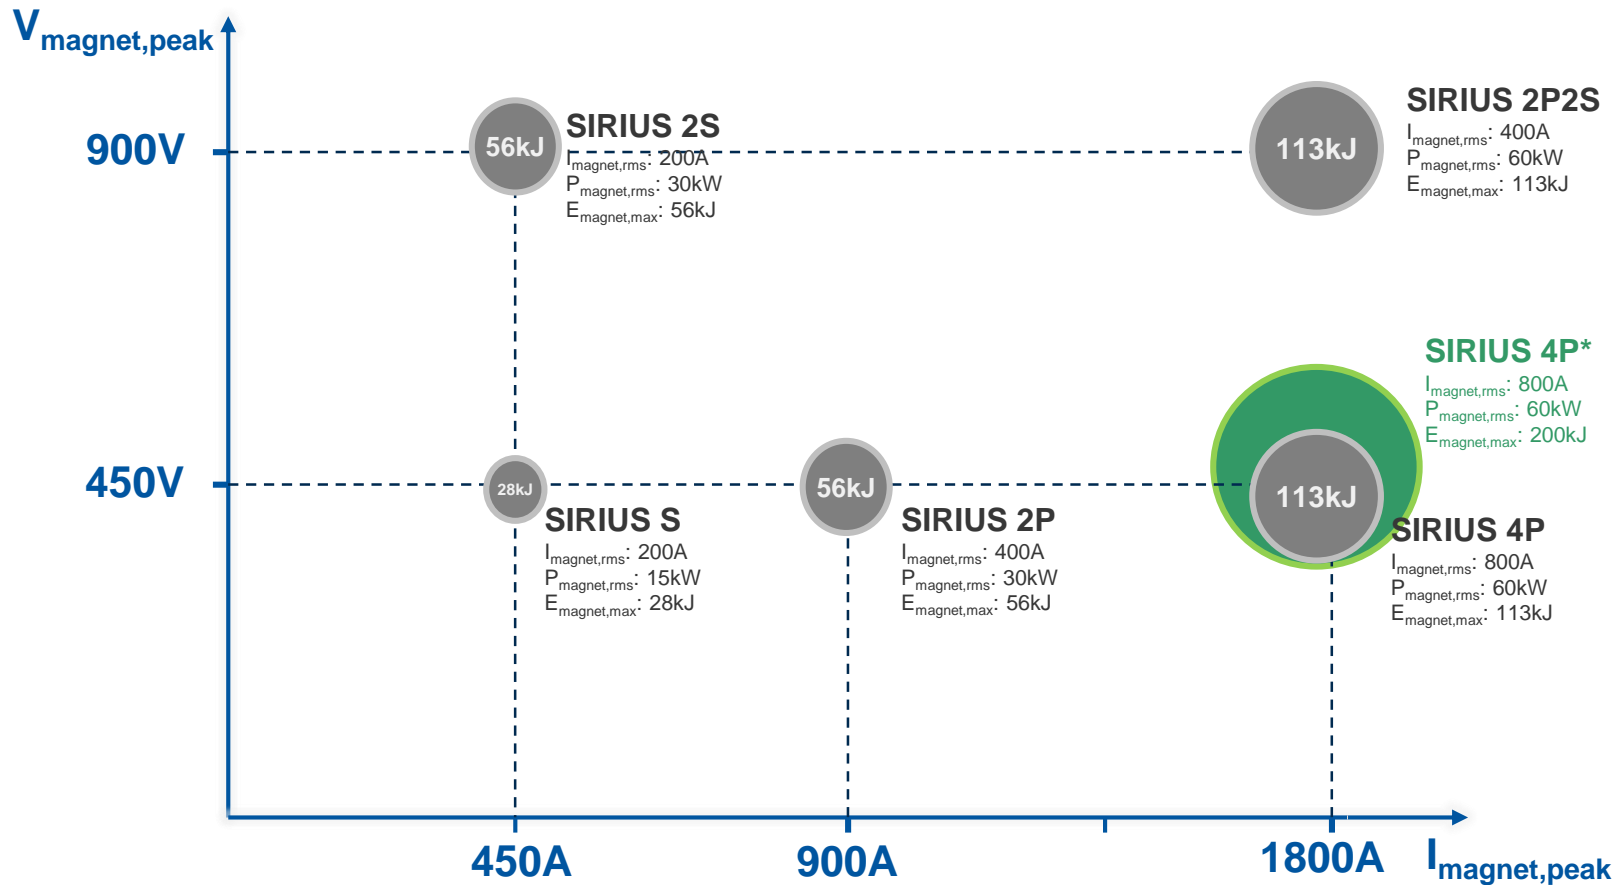 Vmagnet,peak
900V
56kJ
SIRIUS 2S
Imagnet,rms: 200A
Pmagnet,rms: 30kW
Emagnet,max: 56kJ
113kJ
SIRIUS 2P2S
Imagnet,rms: 400A
Pmagnet,rms: 60kW
Emagnet,max: 113kJ
SIRIUS 4P*
Imagnet,rms: 800A
Pmagnet,rms: 60kW
Emagnet,max: 200kJ
450V
28kJ
SIRIUS S
Imagnet,rms: 200A
Pmagnet,rms: 15kW
Emagnet,max: 28kJ
56kJ
SIRIUS 2P
Imagnet,rms: 400A
Pmagnet,rms: 30kW
Emagnet,max: 56kJ
113kJ
SIRIUS 4P
Imagnet,rms: 800A
Pmagnet,rms: 60kW
Emagnet,max: 113kJ
450A
900A
1800A
Imagnet,peak